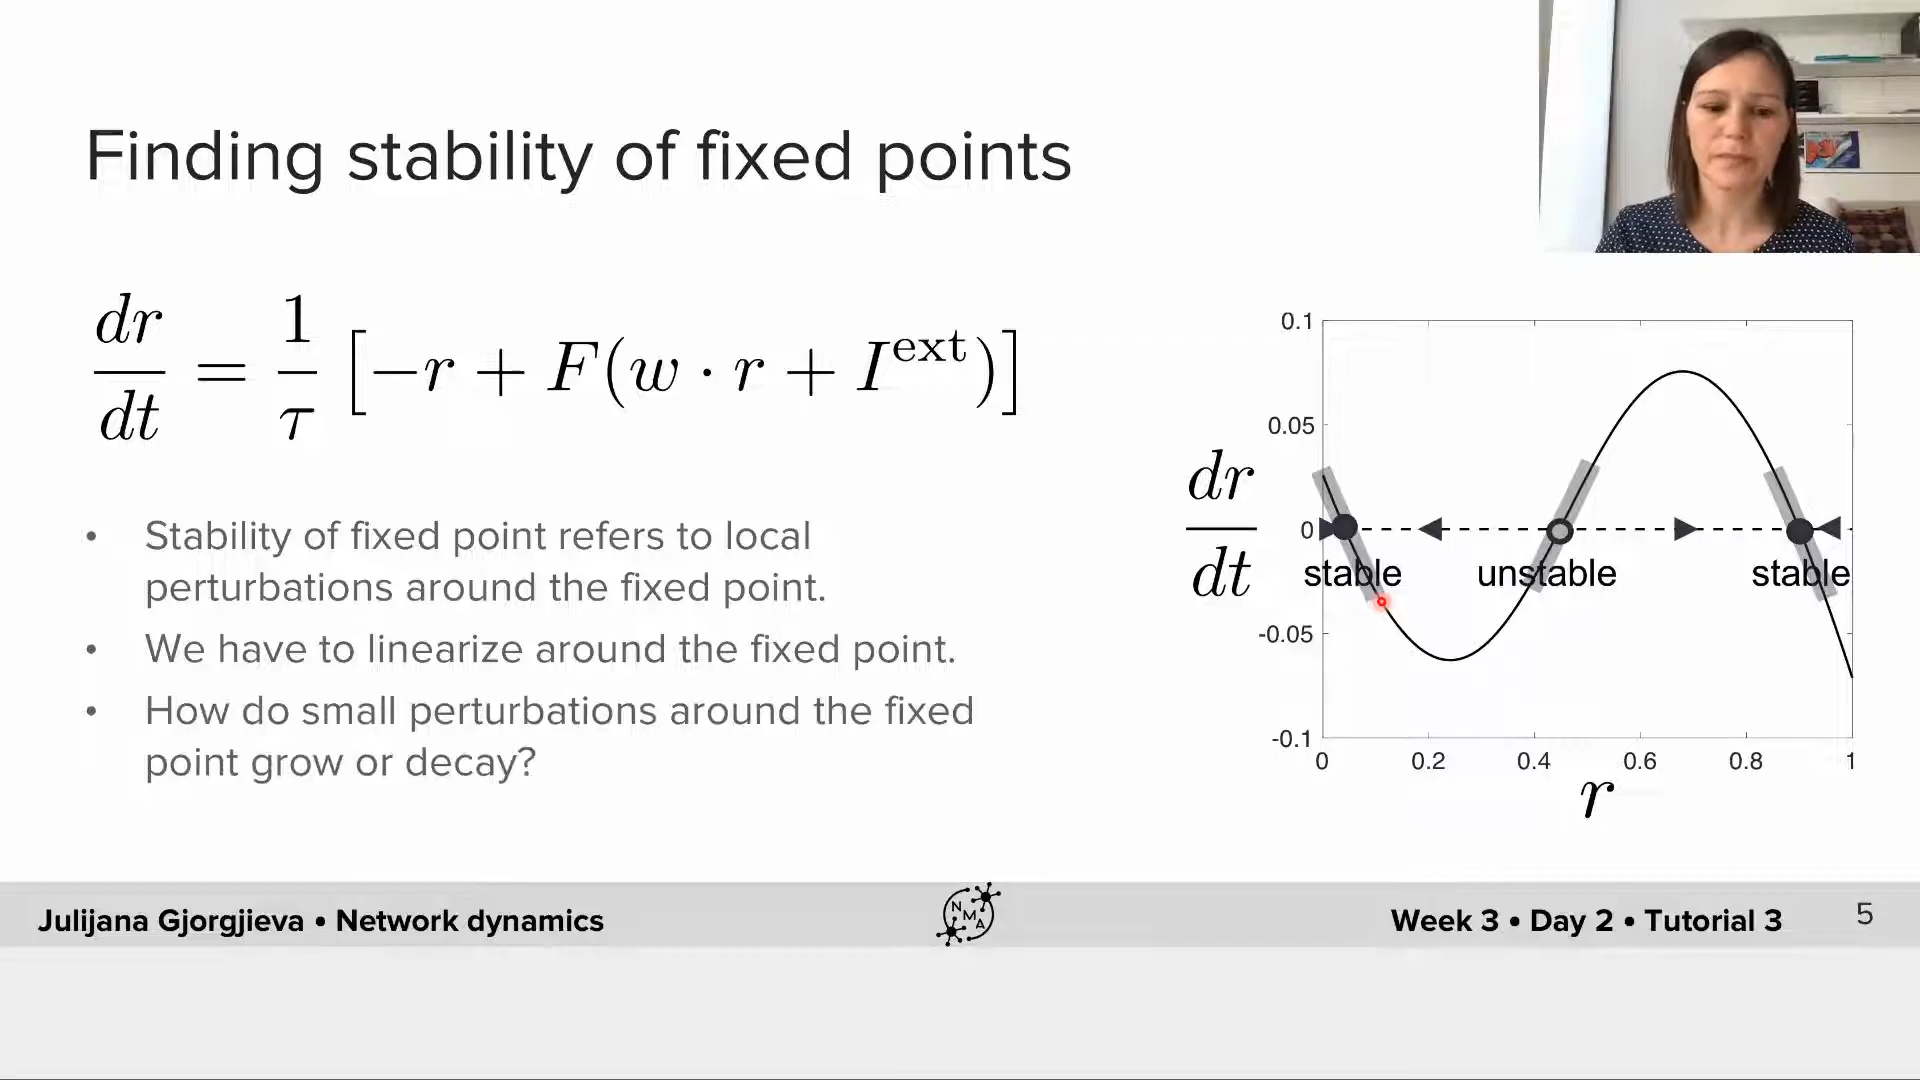 Finding stability of fixed points
dr/dt = 1/τ [−r + F(w · r + I^ext)]
• Stability of fixed point refers to local
perturbations around the fixed point.
• We have to linearize around the fixed point.
• How do small perturbations around the fixed
point grow or decay?
0.1
0.05
dr/dt
0
stable unstable stable
-0.05
-0.1
0 0.2 0.4 0.6 0.8 1
r
Julijana Gjorgjieva • Network dynamics
NMA
Week 3 • Day 2 • Tutorial 3
5